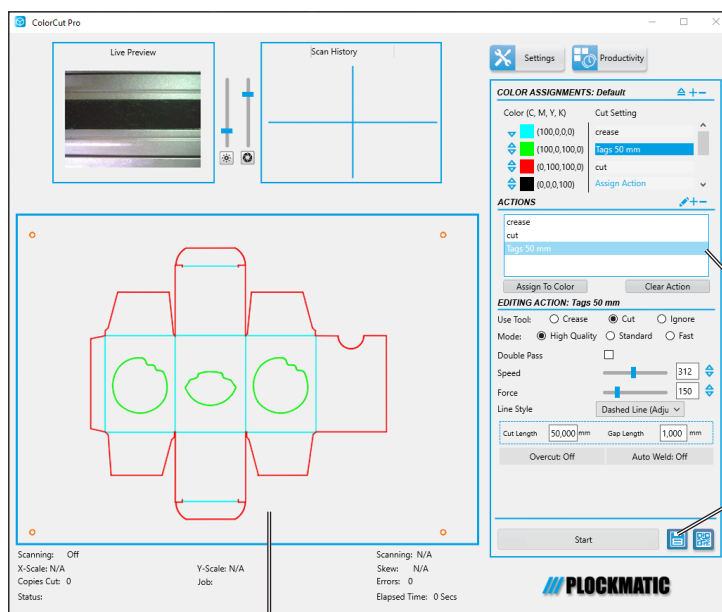 ColorCut Pro
Live Preview
Scan History
Settings
Productivity
COLOR ASSIGNMENTS: Default
Color (C, M, Y, K) Cut Setting
(100,0,0,0) crease
(100,0,100,0) Tags 50 mm
(0,100,100,0) cut
(0,0,0,100) Assign Action
ACTIONS
crease
cut
Tags 50 mm
Assign To Color Clear Action
EDITING ACTION: Tags 50 mm
Use Tool: Crease Cut Ignore
Mode: High Quality Standard Fast
Double Pass
Speed 312
Force 150
Line Style Dashed Line (Adju
Cut Length 50,000 mm Gap Length 1,000 mm
Overcut: Off Auto Weld: Off
Start
Scanning: Off Scanning: N/A
X-Scale: N/A Y-Scale: N/A Skew: N/A
Copies Cut: 0 Job: Errors: 0
Status: Elapsed Time: 0 Secs
PLOCKMATIC